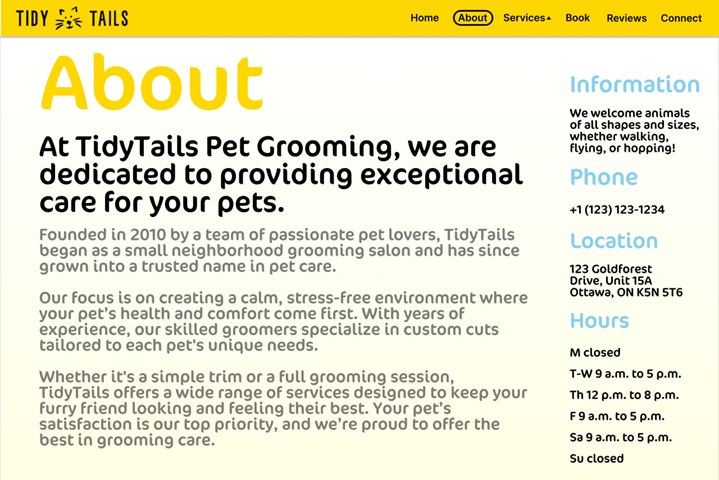 TIDY TAILS
Home About Services Book Reviews Connect
About
At TidyTails Pet Grooming, we are
dedicated to providing exceptional
care for your pets.
Founded in 2010 by a team of passionate pet lovers, TidyTails
began as a small neighborhood grooming salon and has since
grown into a trusted name in pet care.
Our focus is on creating a calm, stress-free environment where
your pet's health and comfort come first. With years of
experience, our skilled groomers specialize in custom cuts
tailored to each pet's unique needs.
Whether it's a simple trim or a full grooming session,
TidyTails offers a wide range of services designed to keep your
furry friend looking and feeling their best. Your pet's
satisfaction is our top priority, and we're proud to offer the
best in grooming care.
Information
We welcome animals
of all shapes and sizes,
whether walking,
flying, or hopping!
Phone
+1 (123) 123-1234
Location
123 Goldforest
Drive, Unit 15A
Ottawa, ON K5N 5T6
Hours
M closed
T-W 9 a.m. to 5 p.m.
Th 12 p.m. to 8 p.m.
F 9 a.m. to 5 p.m.
Sa 9 a.m. to 5 p.m.
Su closed